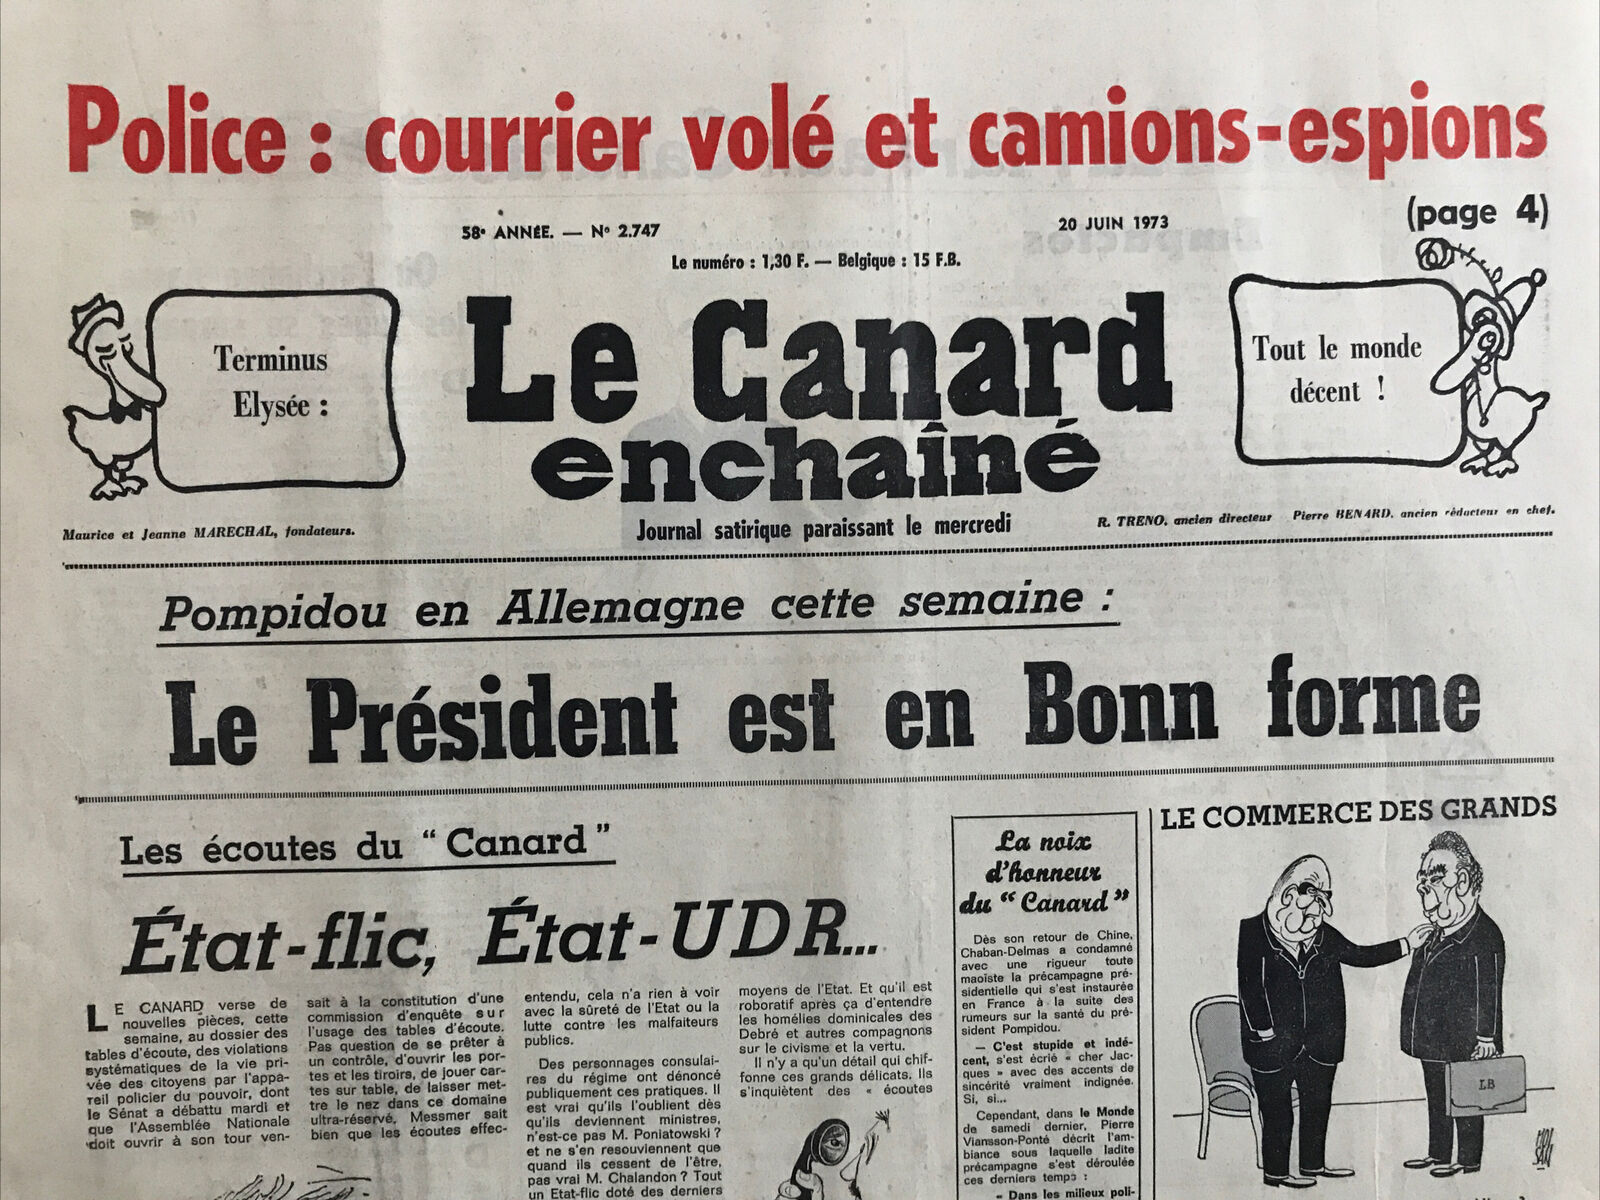 Police : courrier volé et camions-espions
(page 4)
58e ANNÉE. — No 2.747
20 JUIN 1973
Le numéro : 1,30 F. — Belgique : 15 F.B.
Terminus
Elysée :
Le Canard
enchaîné
Tout le monde
décent !
Maurice et Jeanne MARECHAL, fondateurs.
Journal satirique paraissant le mercredi
R. TRENO, ancien directeur
Pierre BENARD, ancien rédacteur en chef.
Pompidou en Allemagne cette semaine :
Le Président est en Bonn forme
Les écoutes du “ Canard ”
État-flic, État-UDR...
LE CANARD verse de
nouvelles pièces, cette
semaine, au dossier des
tables d'écoute, des violations
systématiques de la vie pri-
vée des citoyens par l'appa-
reil policier du pouvoir, dont
le Sénat a débattu mardi et
que l'Assemblée Nationale
doit ouvrir à son tour ven-
sait à la constitution d'une
commission d'enquête sur
l'usage des tables d'écoute.
Pas question de se prêter à
un contrôle, d'ouvrir les por-
tes et les tiroirs, de jouer car-
tes sur table, de laisser met-
tre le nez dans ce domaine
ultra-réservé. Messmer sait
bien que les écoutes effec-
entendu, cela n'a rien à voir
avec la sûreté de l'Etat ou la
lutte contre les malfaiteurs
publics.
Des personnages consulai-
res du régime ont dénoncé
publiquement ces pratiques. Il
est vrai qu'ils l'oublient dès
qu'ils deviennent ministres,
n'est-ce pas M. Poniatowski ?
et ne s'en resouviennent que
quand ils cessent de l'être,
pas vrai M. Chalandon ? Tout
un Etat-flic doté des derniers
moyens de l'Etat. Et qu'il est
roboratif après ça d'entendre
les homélies dominicales des
Debré et autres compagnons
sur le civisme et la vertu.
Il n'y a qu'un détail qui chif-
fonne ces grands délicats. Ils
s'inquiètent des « écoutes
La noix
d'honneur
du “ Canard ”
Dès son retour de Chine,
Chaban-Delmas a condamné
avec une rigueur toute
maoïste la précampagne pré-
sidentielle qui s'est instaurée
en France à la suite des
rumeurs sur la santé du pré-
sident Pompidou.
— C'est stupide et indé-
cent, s'est écrié « cher Jac-
ques » avec des accents de
sincérité vraiment indignée.
Si, si...
Cependant, dans le Monde
de samedi dernier, Pierre
Viansson-Ponté décrit l'am-
biance sous laquelle ladite
précampagne s'est déroulée
ces derniers temps :
« Dans les milieux poli-
LE COMMERCE DES GRANDS
LB